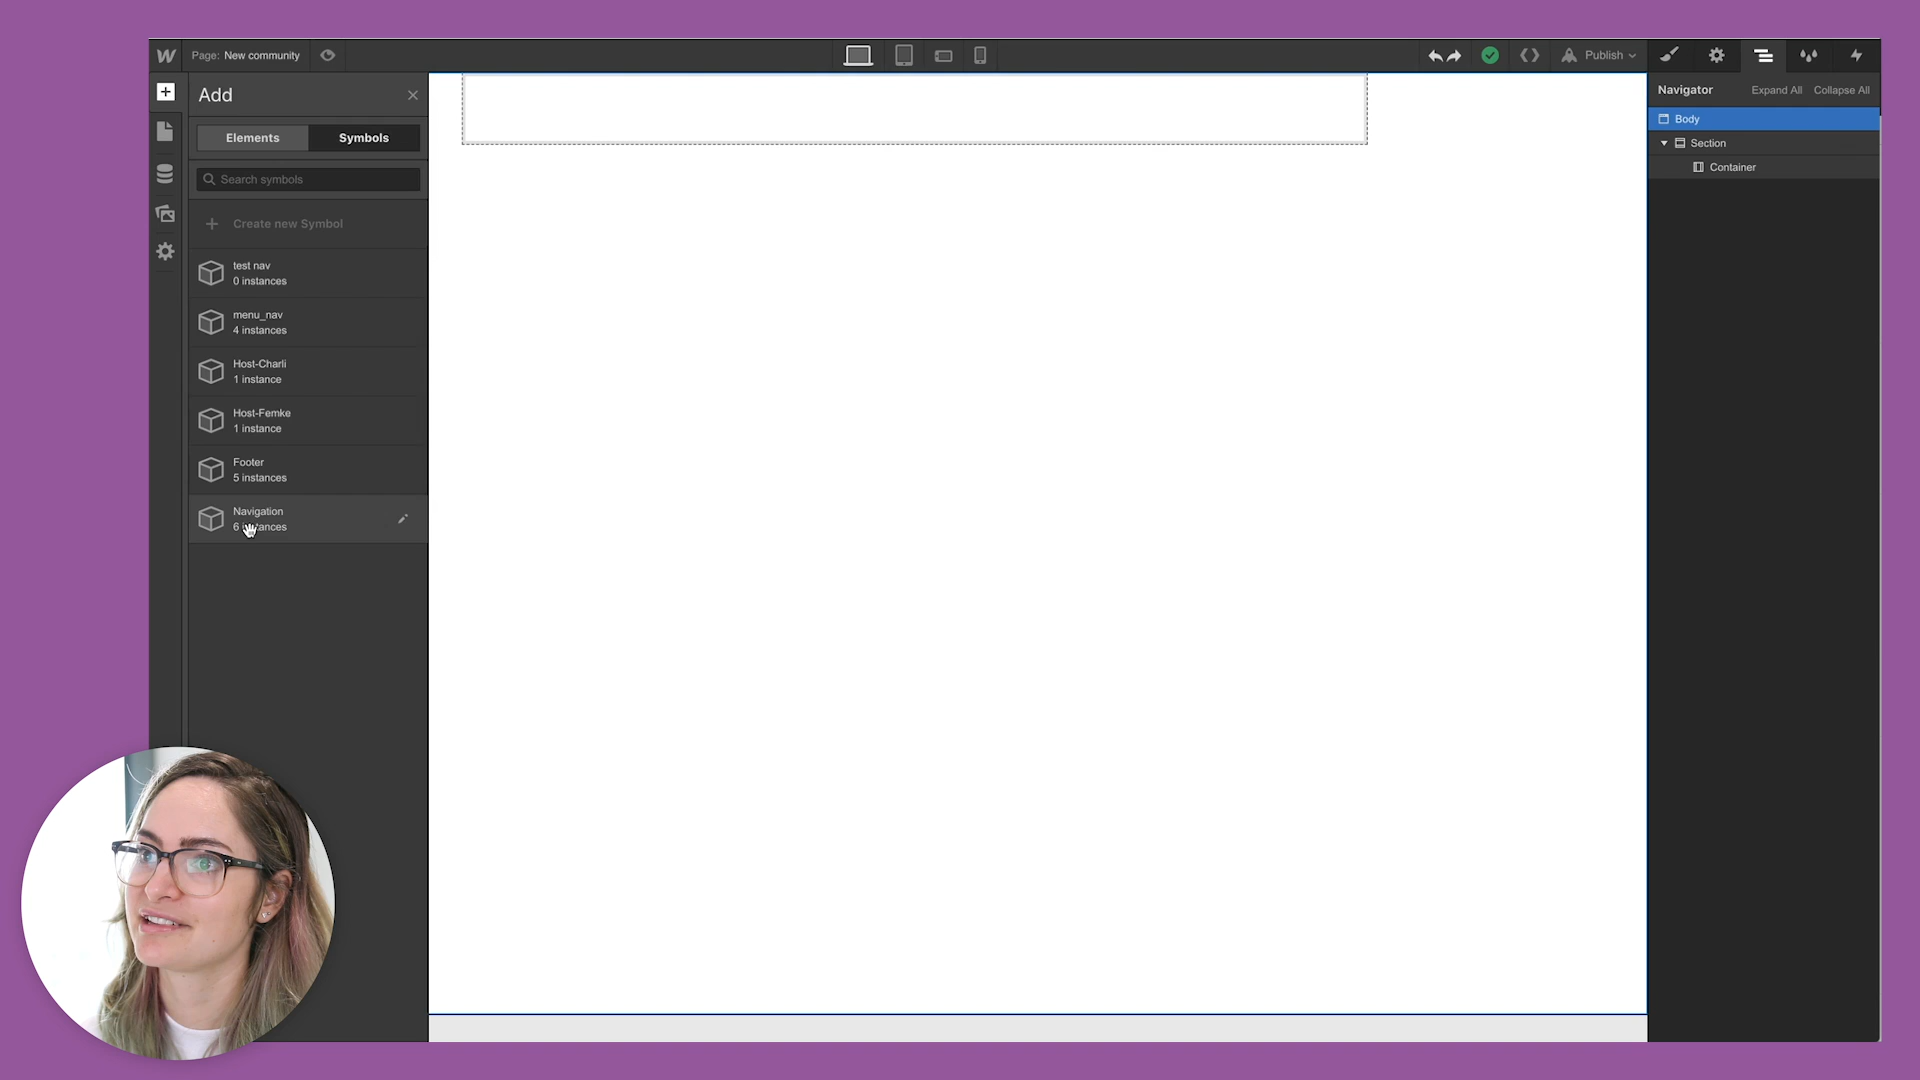 Page: New community
Publish
Add
Elements
Symbols
Search symbols
Create new Symbol
test nav
0 instances
menu_nav
4 instances
Host-Charli
1 instance
Host-Femke
1 instance
Footer
5 instances
Navigation
6
Navigator
Expand All
Collapse All
Body
Section
Container